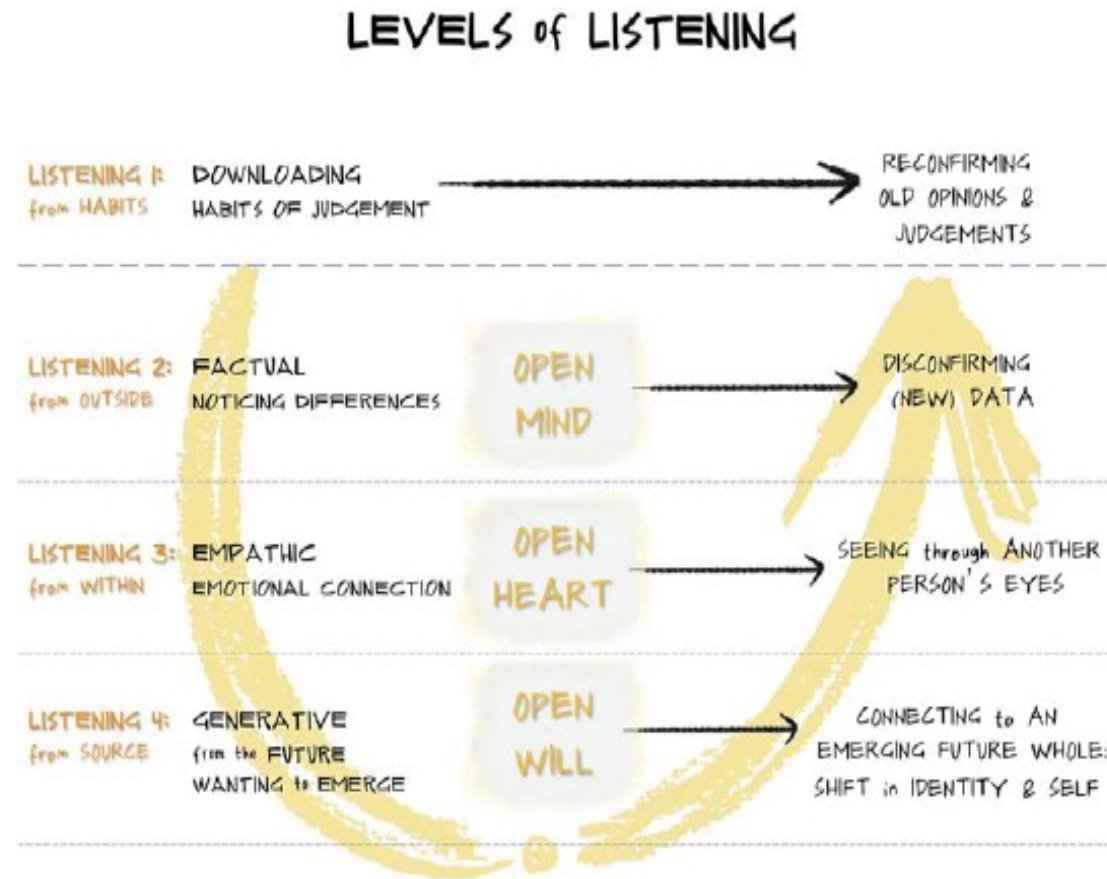 LEVELS of LISTENING
LISTENING 1:
from HABITS
DOWNLOADING
HABITS OF JUDGEMENT
RECONFIRMING
OLD OPINIONS &
JUDGEMENTS
LISTENING 2:
from OUTSIDE
FACTUAL
NOTICING DIFFERENCES
OPEN
MIND
DISCONFIRMING
(NEW) DATA
LISTENING 3:
from WITHIN
EMPATHIC
EMOTIONAL CONNECTION
OPEN
HEART
SEEING through ANOTHER
PERSON'S EYES
LISTENING 4:
from SOURCE
GENERATIVE
from the FUTURE
WANTING to EMERGE
OPEN
WILL
CONNECTING to AN
EMERGING FUTURE WHOLE:
SHIFT in IDENTITY & SELF